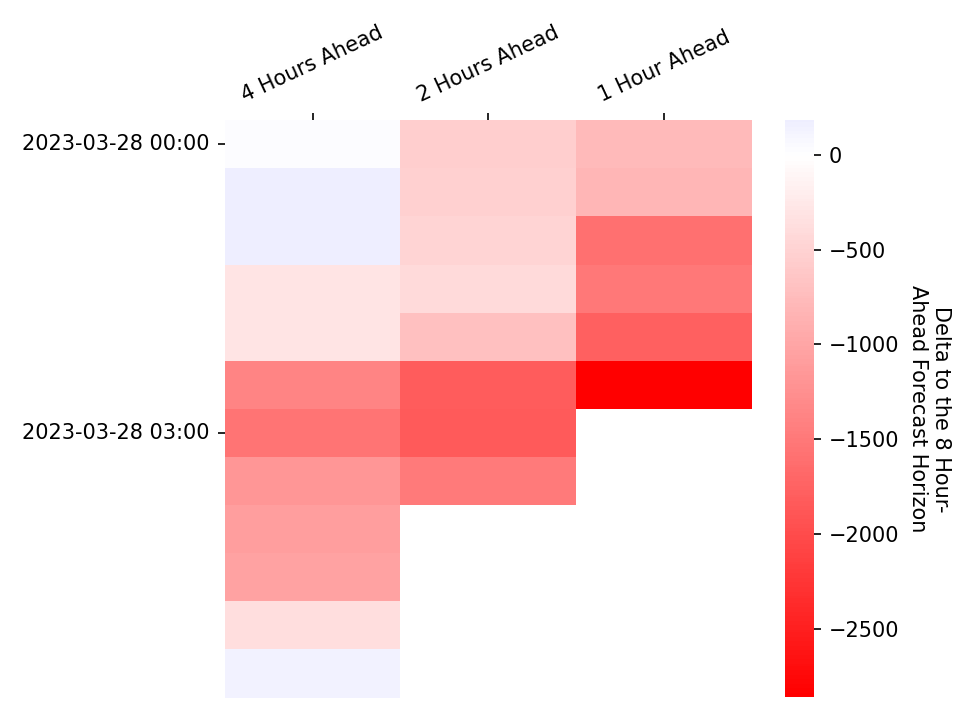 4 Hours Ahead
2 Hours Ahead
1 Hour Ahead
2023-03-28 00:00
2023-03-28 03:00
0
−500
−1000
−1500
−2000
−2500
Delta to the 8 Hour-
Ahead Forecast Horizon